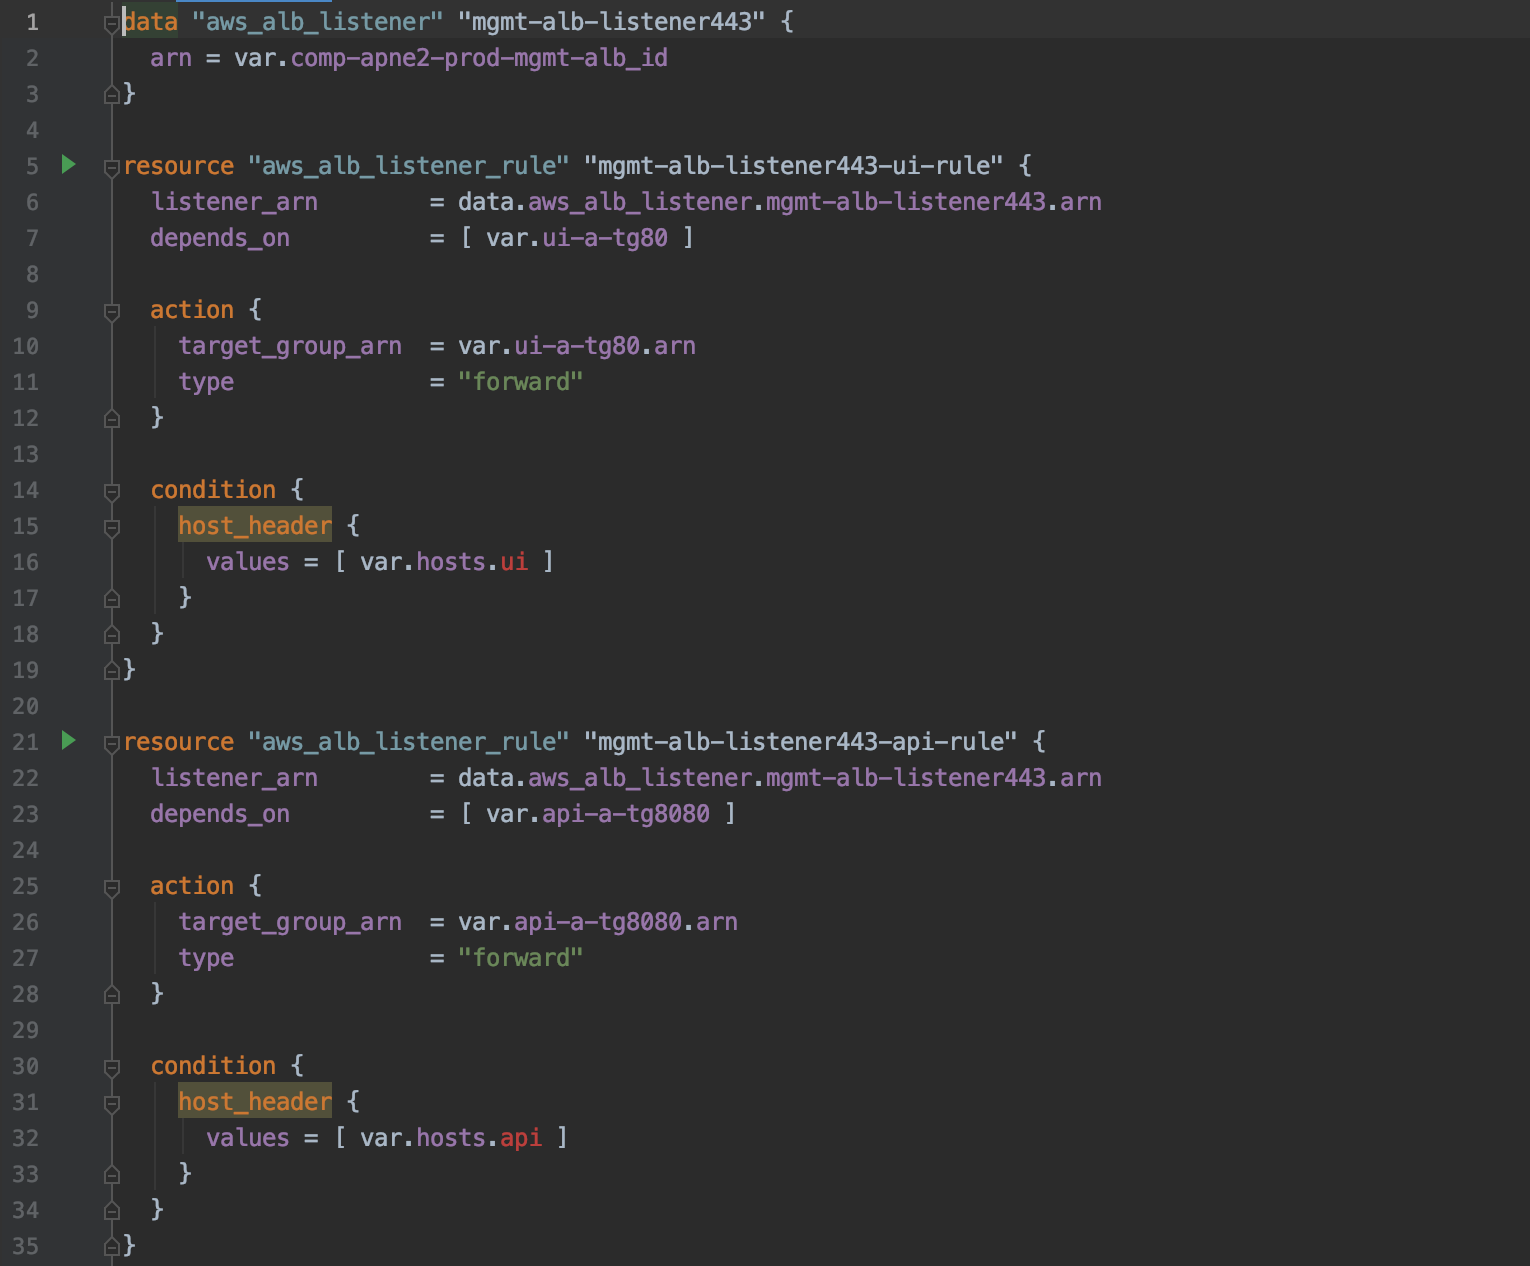 1 data "aws_alb_listener" "mgmt-alb-listener443" {
2   arn = var.comp-apne2-prod-mgmt-alb_id
3 }
4
5 resource "aws_alb_listener_rule" "mgmt-alb-listener443-ui-rule" {
6   listener_arn        = data.aws_alb_listener.mgmt-alb-listener443.arn
7   depends_on          = [ var.ui-a-tg80 ]
8
9   action {
10     target_group_arn  = var.ui-a-tg80.arn
11     type              = "forward"
12   }
13
14   condition {
15     host_header {
16       values = [ var.hosts.ui ]
17     }
18   }
19 }
20
21 resource "aws_alb_listener_rule" "mgmt-alb-listener443-api-rule" {
22   listener_arn        = data.aws_alb_listener.mgmt-alb-listener443.arn
23   depends_on          = [ var.api-a-tg8080 ]
24
25   action {
26     target_group_arn  = var.api-a-tg8080.arn
27     type              = "forward"
28   }
29
30   condition {
31     host_header {
32       values = [ var.hosts.api ]
33     }
34   }
35 }